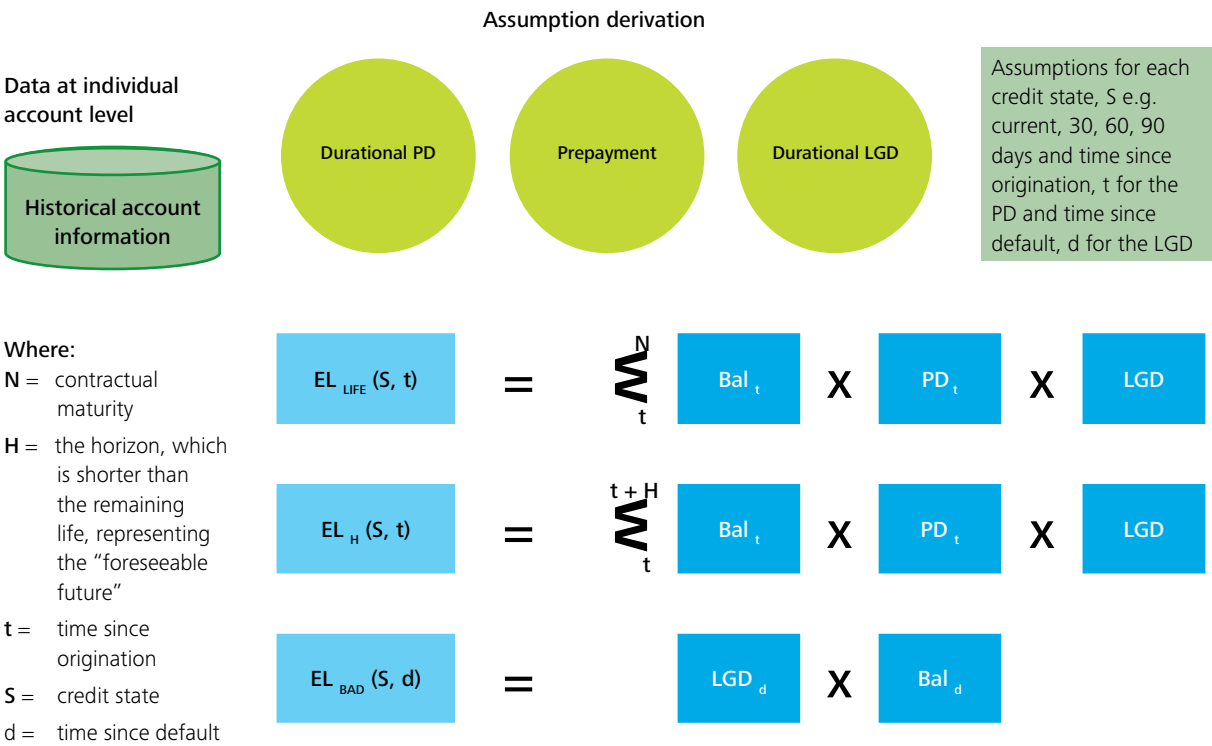 Assumption derivation
Data at individual
account level
Historical account
information
Durational PD
Prepayment
Durational LGD
Assumptions for each
credit state, S e.g.
current, 30, 60, 90
days and time since
origination, t for the
PD and time since
default, d for the LGD
Where:
N = contractual
maturity
H = the horizon, which
is shorter than
the remaining
life, representing
the “foreseeable
future”
t = time since
origination
S = credit state
d = time since default
EL LIFE (S, t) = N Σ t Bal t X PD t X LGD
EL H (S, t) = t + H Σ t Bal t X PD t X LGD
EL BAD (S, d) = LGD d X Bal d